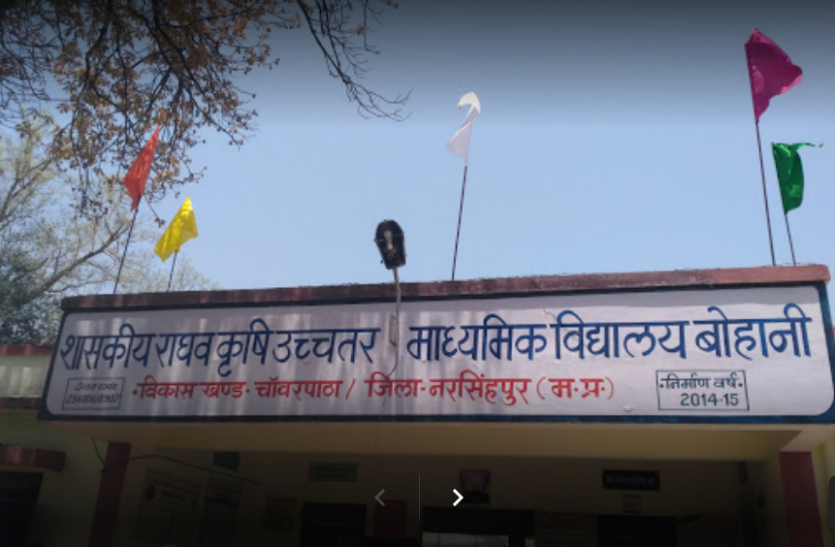 शासकीय राघव कृषि उच्चतर माध्यमिक विद्यालय बोहानी
•विकास खण्ड- चॉवरपाठा / जिला-नरसिंहपुर (म.प्र.)
-निर्माण वर्ष-
2014-15